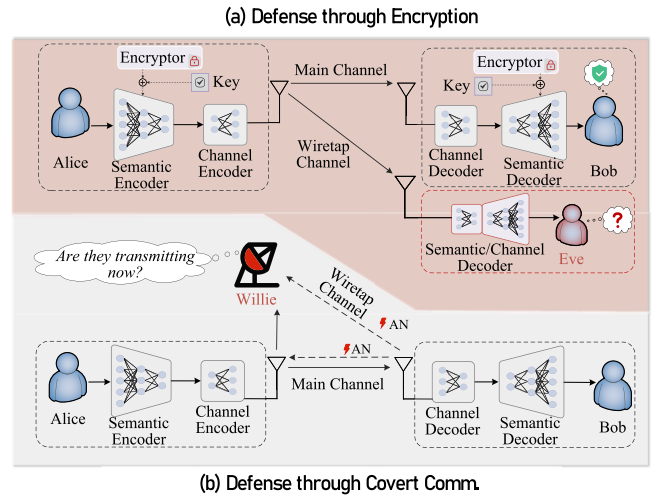 (a) Defense through Encryption
Encryptor
Key
Main Channel
Encryptor
Key
Wiretap
Channel
Alice
Semantic
Encoder
Channel
Encoder
Channel
Decoder
Semantic
Decoder
Bob
?
Semantic/Channel
Decoder
Eve
Are they transmitting
now?
Willie
Wiretap
Channel
AN
AN
Main Channel
Alice
Semantic
Encoder
Channel
Encoder
Channel
Decoder
Semantic
Decoder
Bob
(b) Defense through Covert Comm.